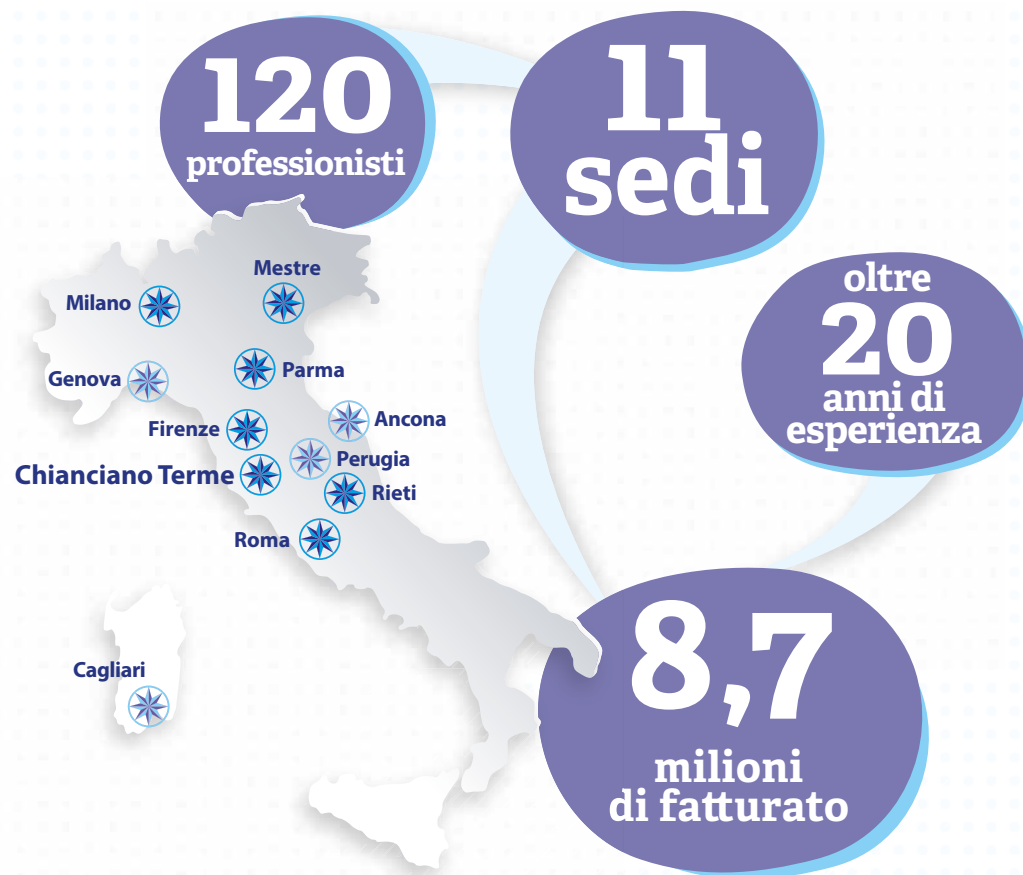 120
professionisti
11
sedi
oltre
20
anni di
esperienza
Mestre
Milano
Genova
Parma
Firenze
Ancona
Chianciano Terme
Perugia
Rieti
Roma
Cagliari
8,7
milioni
di fatturato